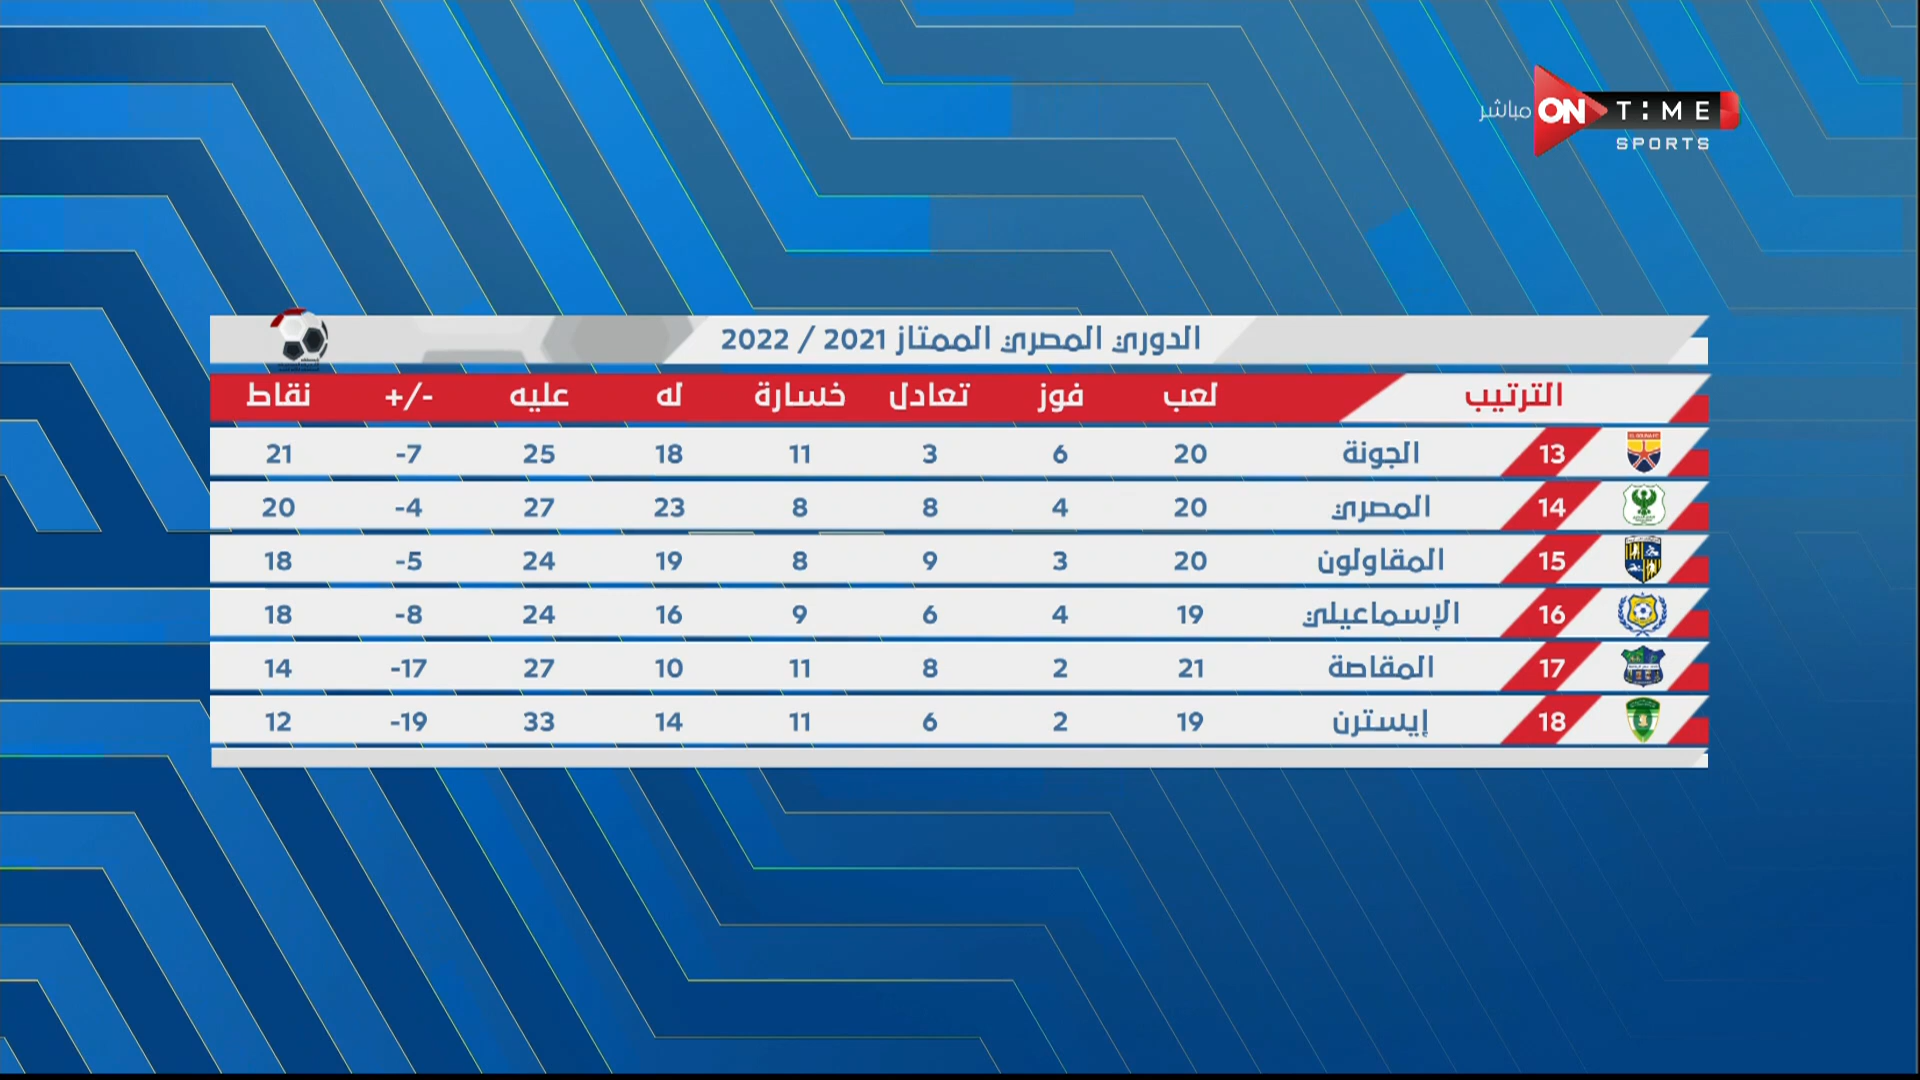 مباشر ON TIME
SPORTS
الدوري المصري الممتاز 2021 / 2022
الترتيب لعب فوز تعادل خسارة له عليه -/+ نقاط
13 الجونة 20 6 3 11 18 25 -7 21
14 المصري 20 4 8 8 23 27 -4 20
15 المقاولون 20 3 9 8 19 24 -5 18
16 الإسماعيلي 19 4 6 9 16 24 -8 18
17 المقاصة 21 2 8 11 10 27 -17 14
18 إيسترن 19 2 6 11 14 33 -19 12